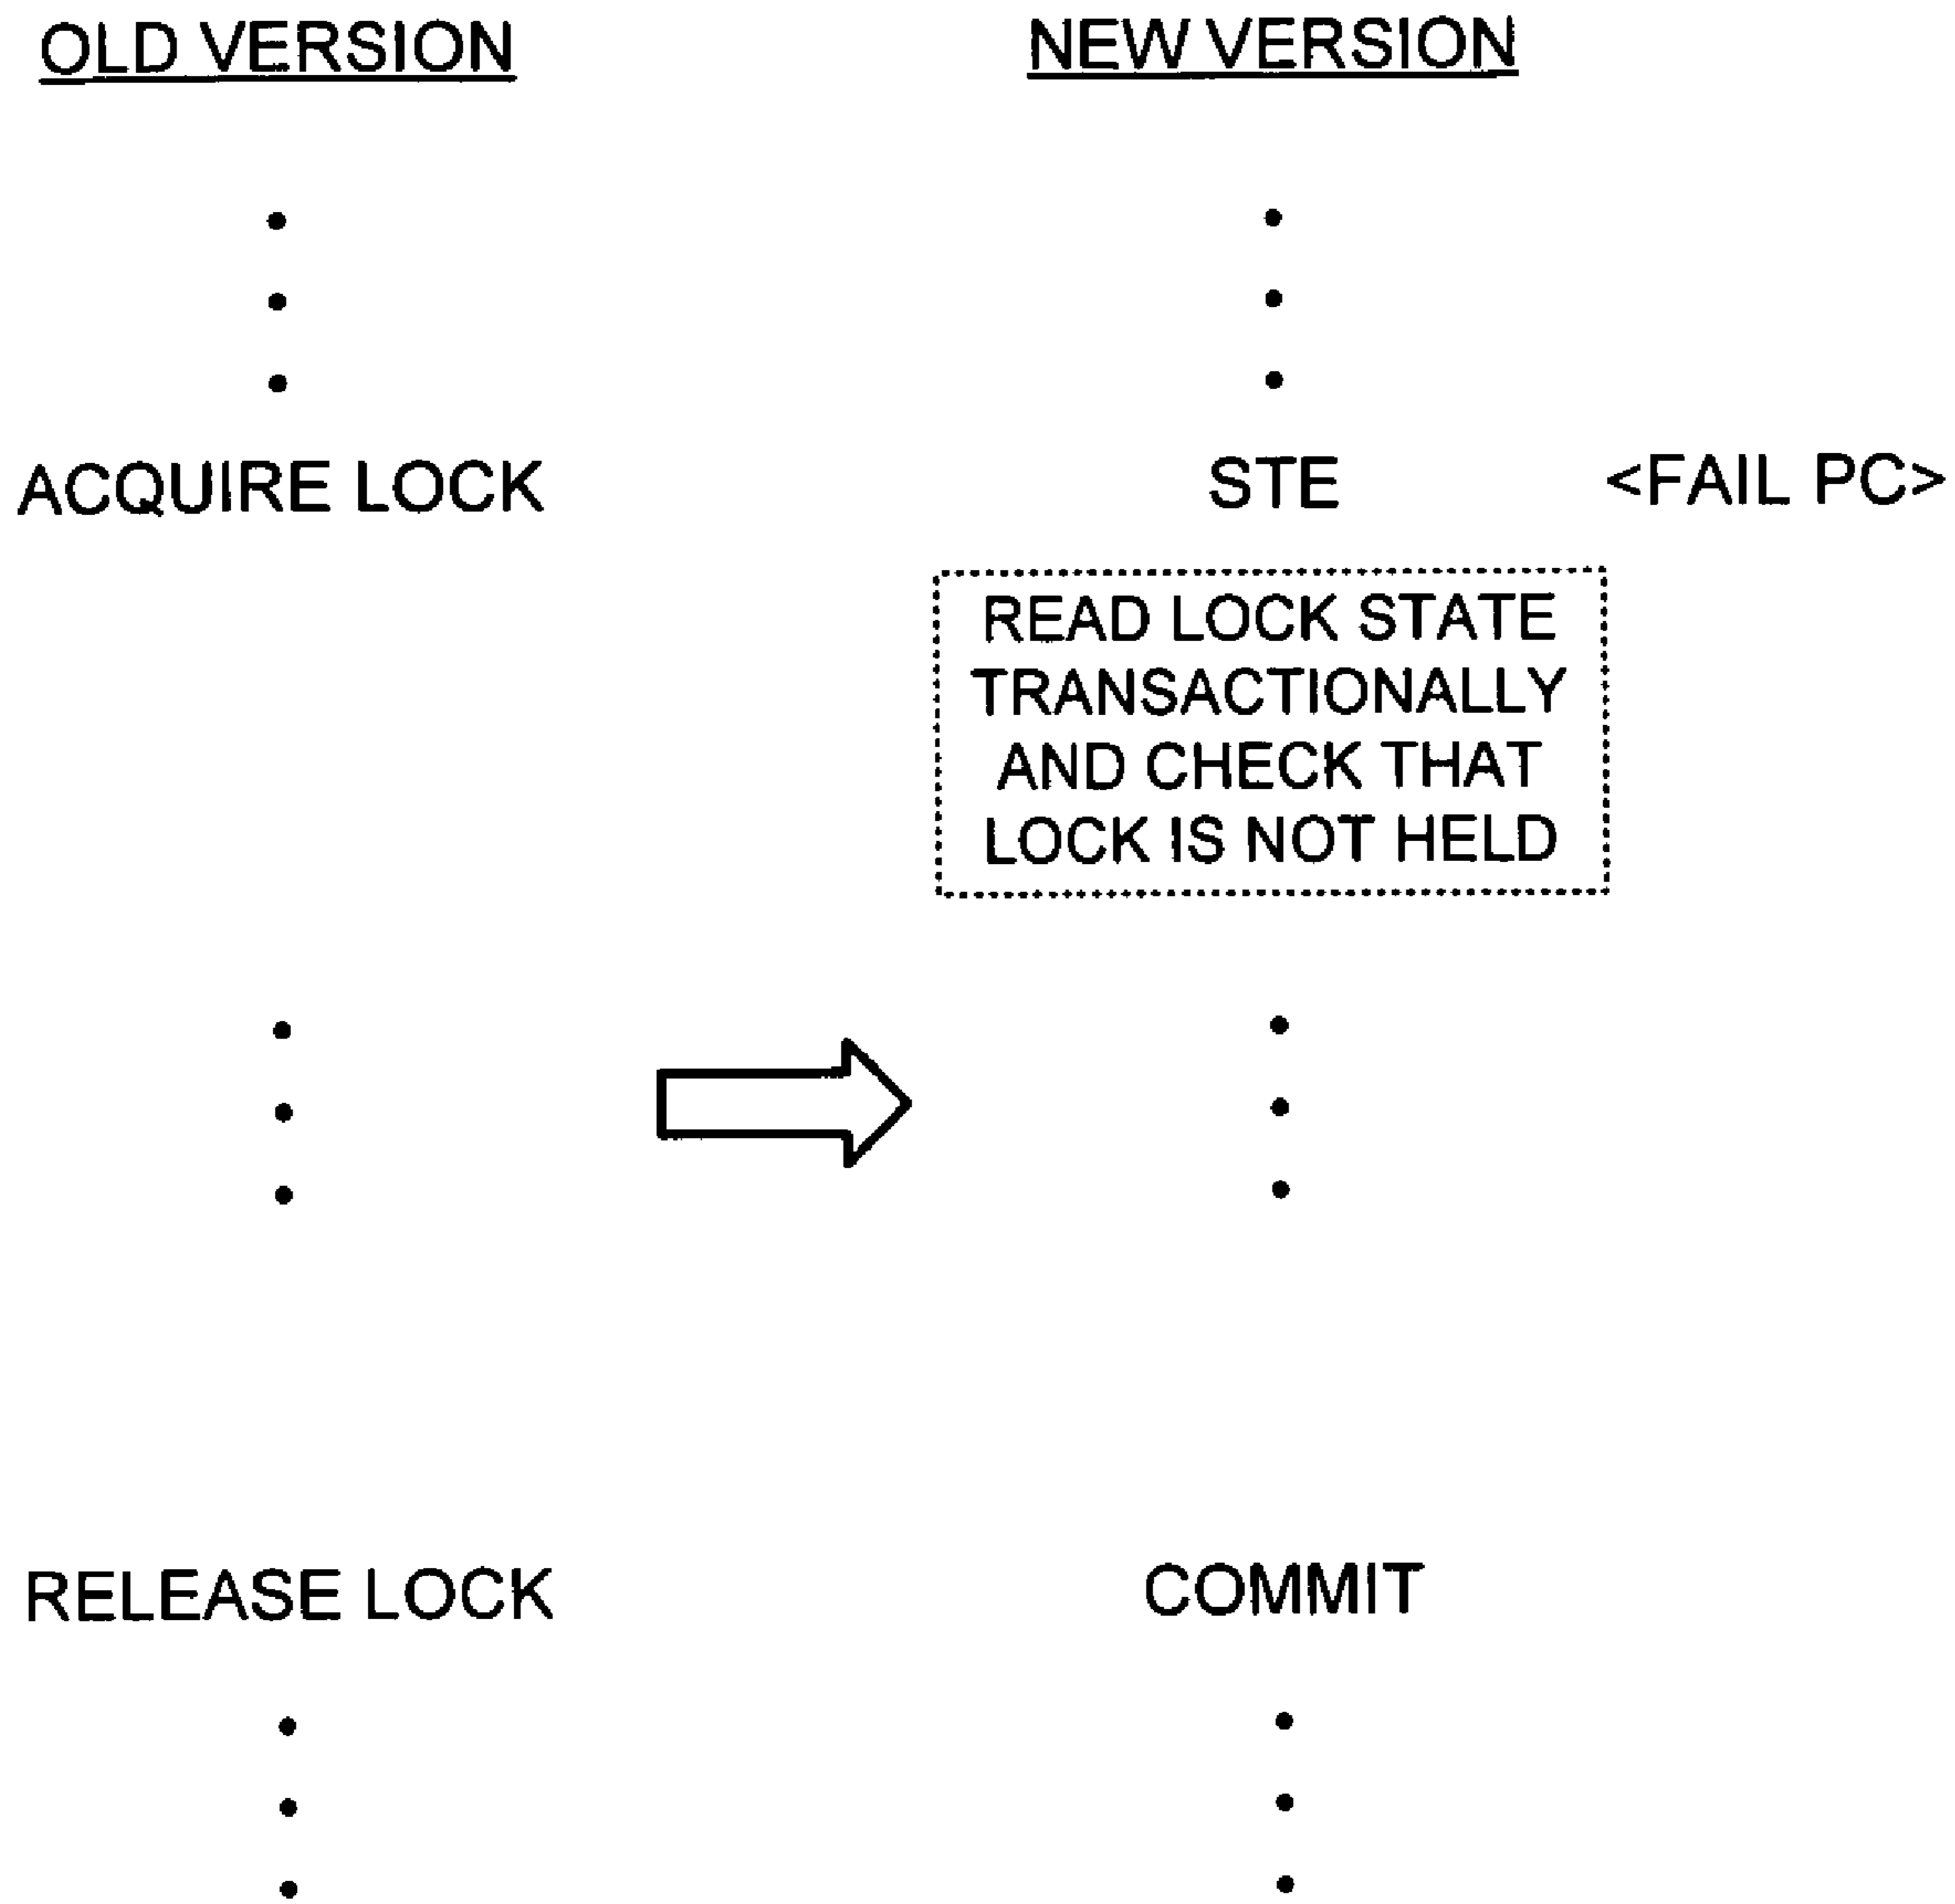 OLD VERSION
NEW VERSION
ACQUIRE LOCK
STE <FAIL PC>
READ LOCK STATE
TRANSACTIONALLY
AND CHECK THAT
LOCK IS NOT HELD
RELEASE LOCK
COMMIT